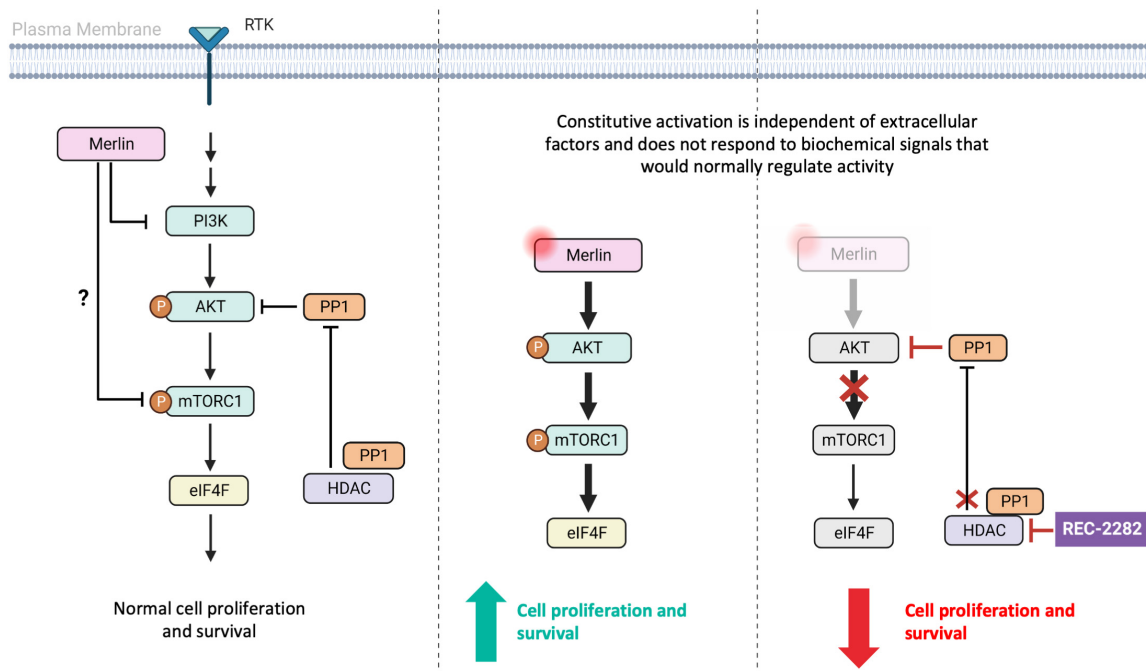 Plasma Membrane
RTK
Merlin
PI3K
?
P
AKT
PP1
P
mTORC1
PP1
HDAC
eIF4F
Normal cell proliferation
and survival
Constitutive activation is independent of extracellular
factors and does not respond to biochemical signals that
would normally regulate activity
Merlin
P
AKT
P
mTORC1
eIF4F
Cell proliferation and
survival
Merlin
AKT
PP1
mTORC1
PP1
HDAC
REC-2282
eIF4F
Cell proliferation and
survival